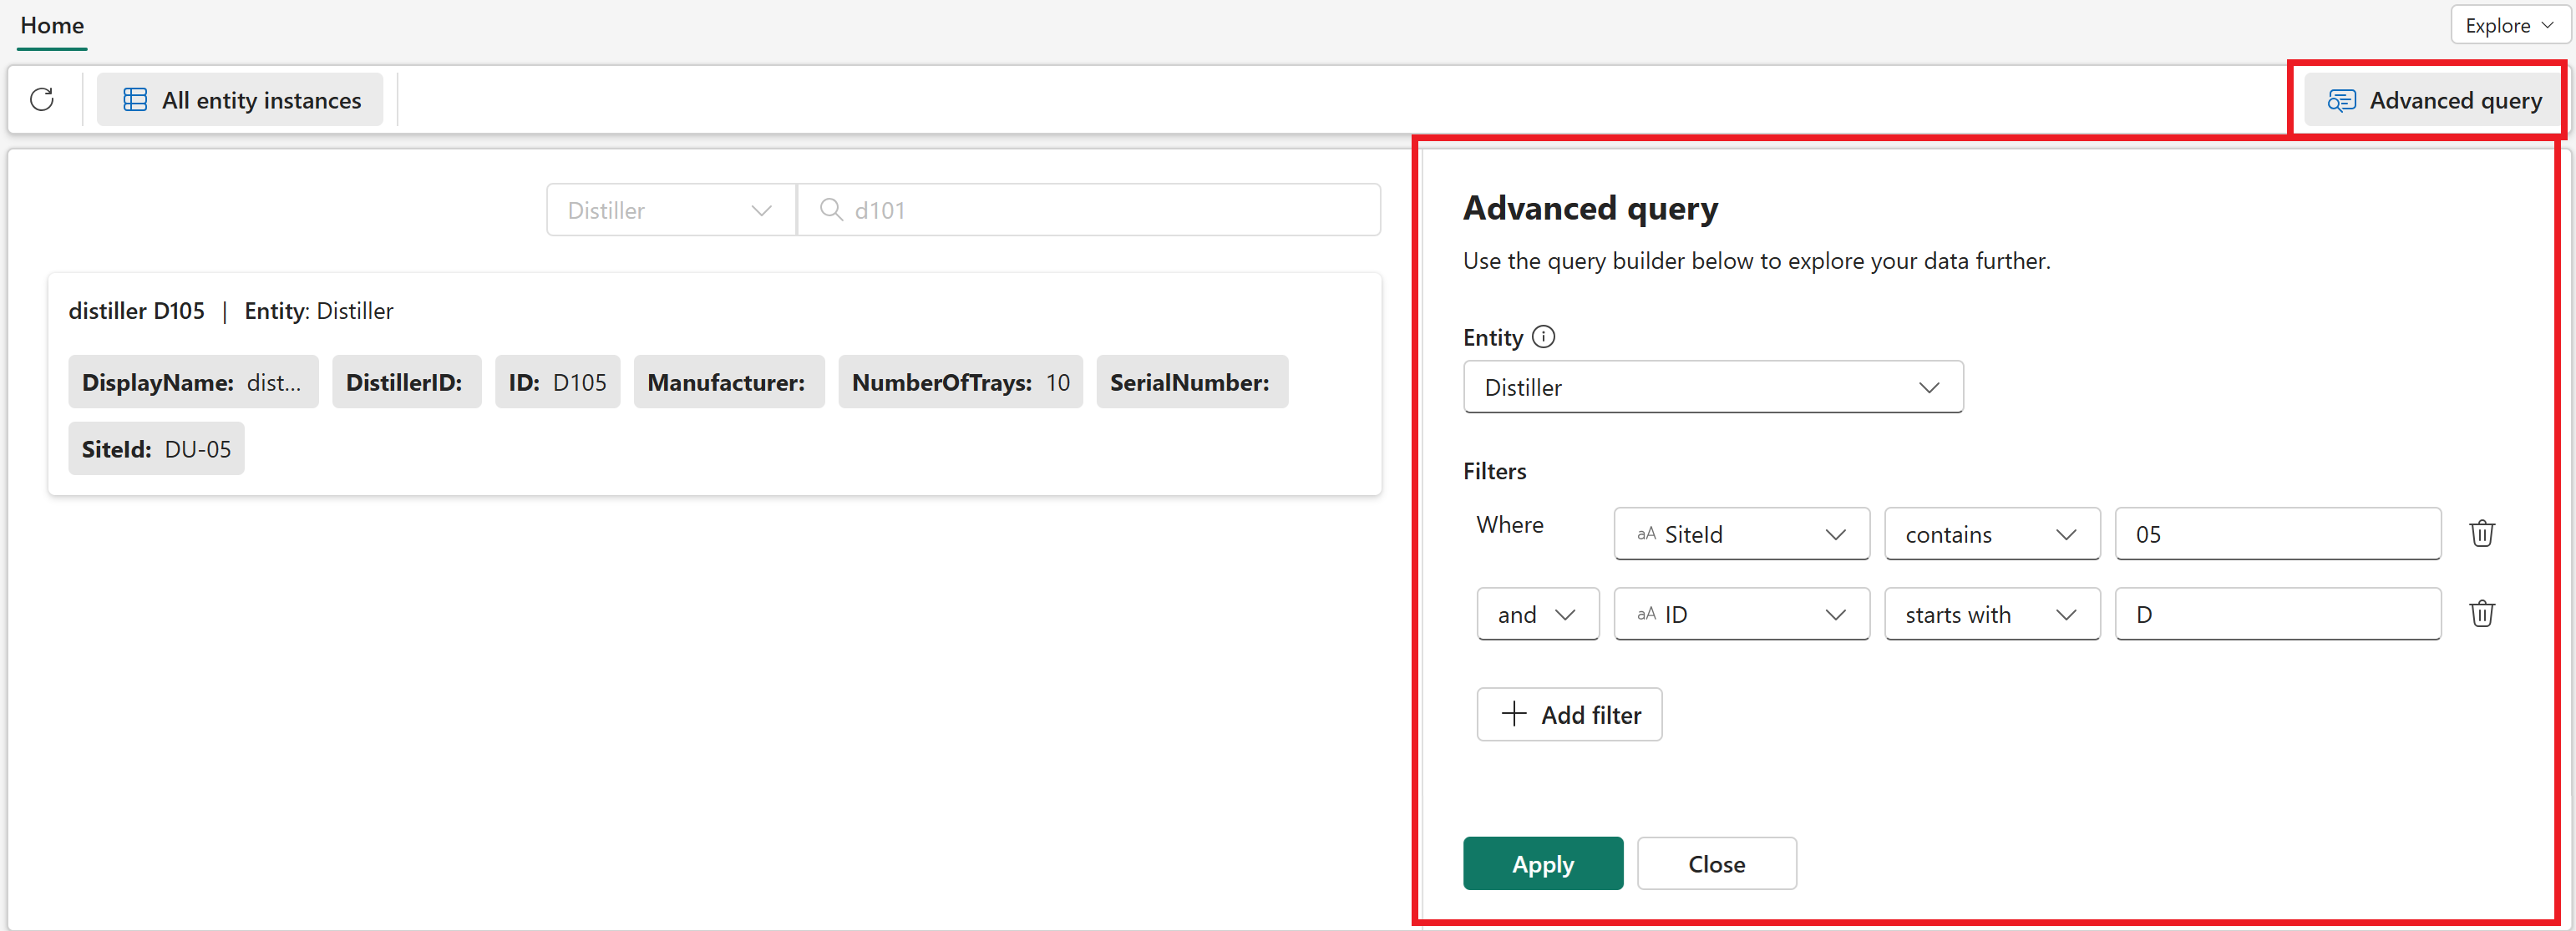 Home
Explore
All entity instances
Advanced query
Distiller
d101
distiller D105 | Entity: Distiller
DisplayName: dist...
DistillerID:
ID: D105
Manufacturer:
NumberOfTrays: 10
SerialNumber:
SiteId: DU-05
Advanced query
Use the query builder below to explore your data further.
Entity
Distiller
Filters
Where
aA SiteId
contains
05
and
aA ID
starts with
D
Add filter
Apply
Close